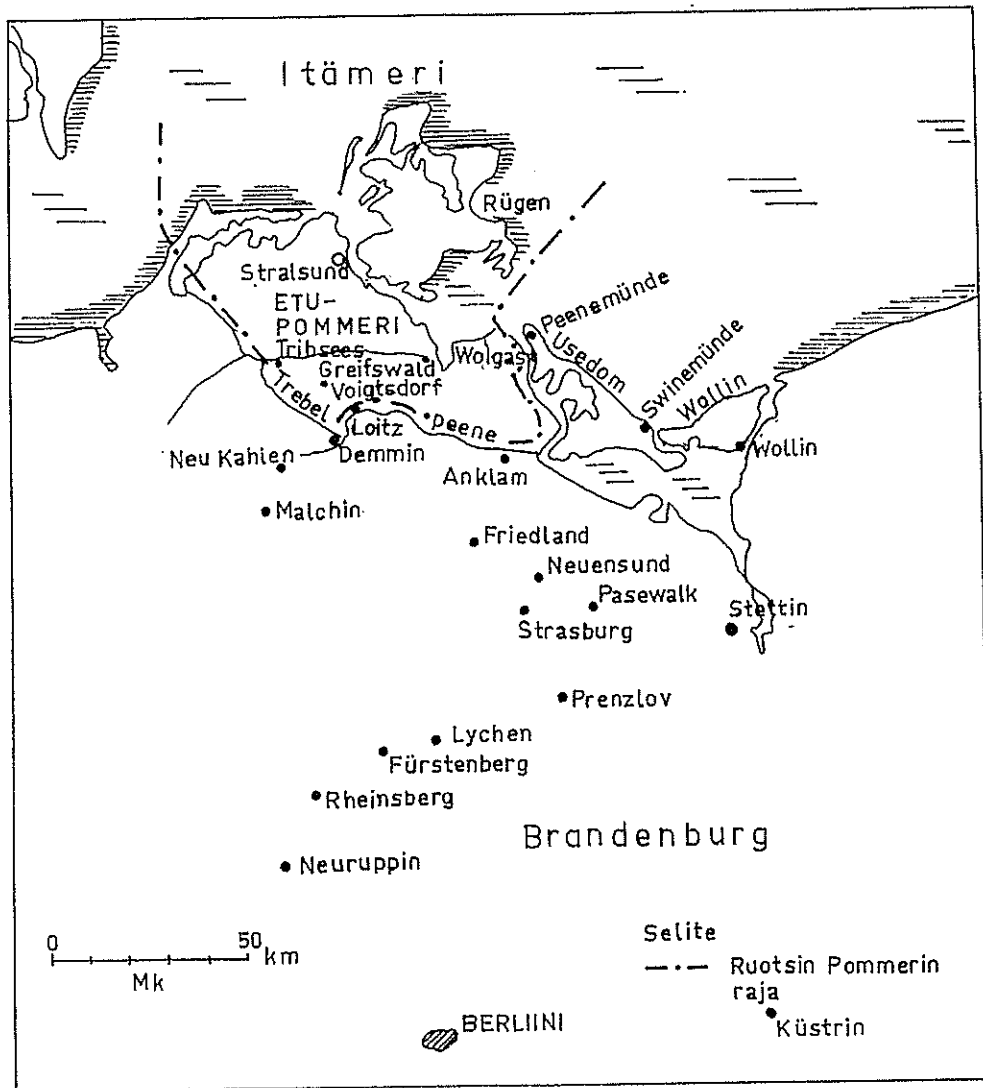 Itämeri
Rügen
Stralsund
ETU-
POMMERI
Tribsees
Greifswald
Voigtsdorf
Wolgast
Peenemünde
Usedom
Swinemünde
Wollin
Wollin
Trebel
Loitz
Peene
Demmin
Neu Kahlen
Anklam
Malchin
Friedland
Neuensund
Pasewalk
Strasburg
Stettin
Prenzlov
Lychen
Fürstenberg
Rheinsberg
Brandenburg
Neuruppin
0 50 km
Mk
Selite
Ruotsin Pommerin
raja
Küstrin
BERLIINI